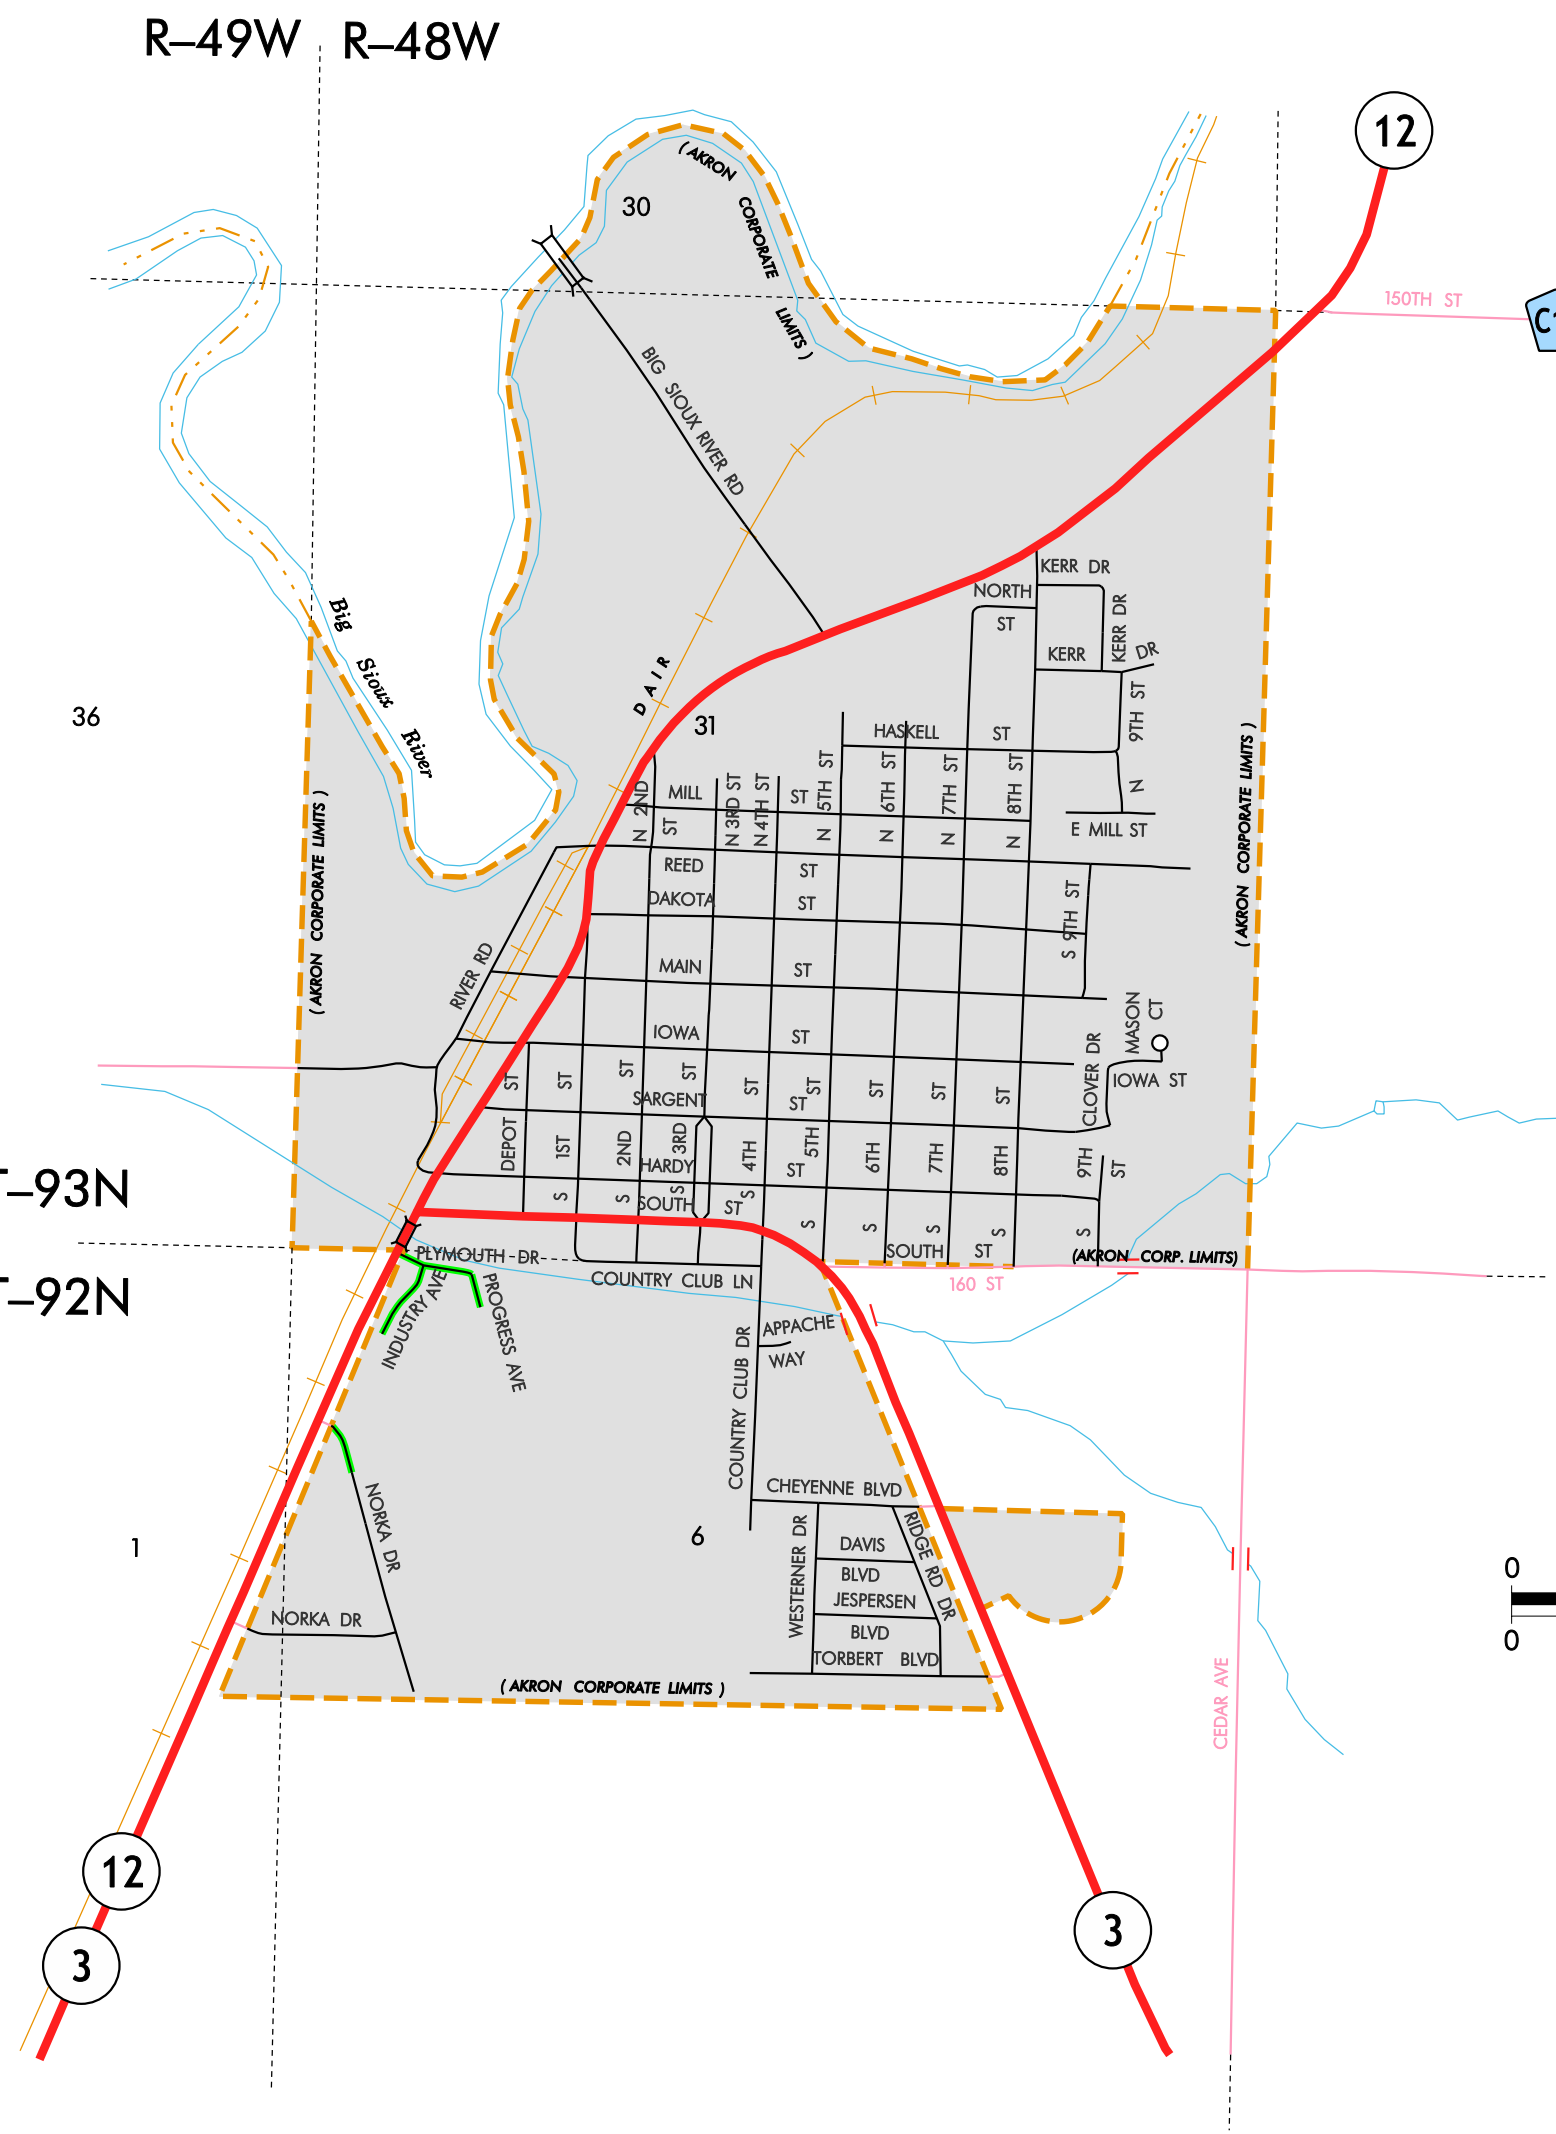 R–49W R–48W
12
30
( AKRON CORPORATE LIMITS )
150TH ST
BIG SIOUX RIVER RD
KERR DR
NORTH ST
KERR DR
KERR DR
Big Sioux River
DAIR
36
31
9TH ST N
HASKELL ST
( AKRON CORPORATE LIMITS )
( AKRON CORPORATE LIMITS )
N 2ND ST
MILL ST
N 3RD ST
N 4TH ST
5TH ST N
6TH ST N
7TH ST N
8TH ST N
E MILL ST
REED ST
DAKOTA ST
S 9TH ST
RIVER RD
MAIN ST
MASON CT
IOWA ST
CLOVER DR
IOWA ST
SARGENT ST
DEPOT ST
S 1ST ST
S 2ND ST
S 3RD ST
S 4TH ST
S 5TH ST
S 6TH ST
S 7TH ST
S 8TH ST
S 9TH ST
HARDY ST
–93N
SOUTH ST
SOUTH ST
(AKRON CORP. LIMITS)
PLYMOUTH DR
COUNTRY CLUB LN
160 ST
–92N
INDUSTRY AVE
PROGRESS AVE
APPACHE WAY
COUNTRY CLUB DR
NORKA DR
CHEYENNE BLVD
1
6
WESTERNER DR
DAVIS BLVD
RIDGE RD DR
JESPERSEN BLVD
0
NORKA DR
0
TORBERT BLVD
( AKRON CORPORATE LIMITS )
CEDAR AVE
12
3
3